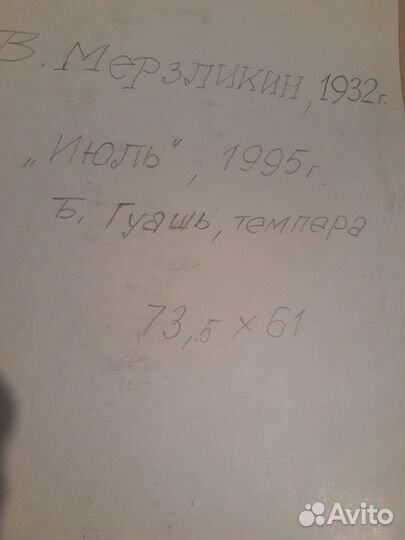 В. Мерзликин, 1932г.
„Июль", 1995г.
Б. Гуашь, темпера
73,5 × 61
Avito